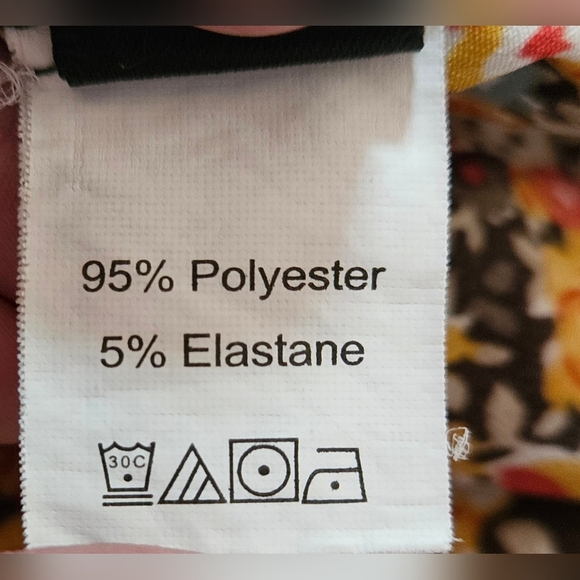 95% Polyester
5% Elastane
30C